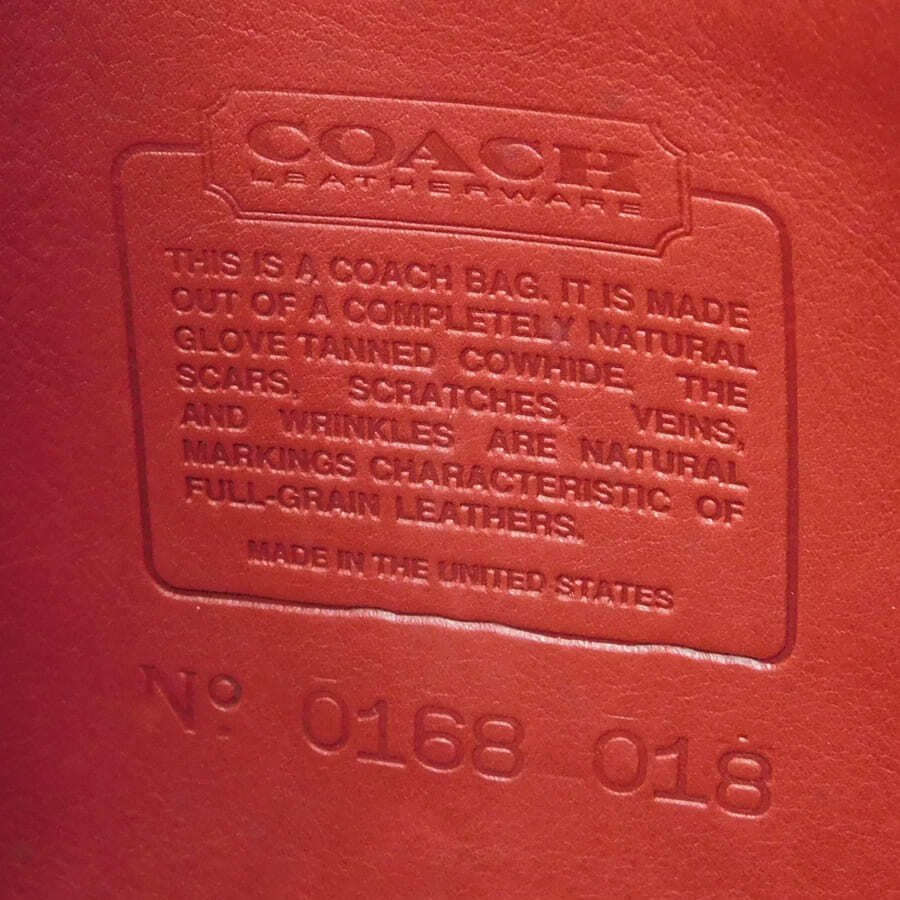 COACH
LEATHERWARE
THIS IS A COACH BAG. IT IS MADE
OUT OF A COMPLETELY NATURAL
GLOVE TANNED COWHIDE. THE
SCARS, SCRATCHES, VEINS,
AND WRINKLES ARE NATURAL
MARKINGS CHARACTERISTIC OF
FULL-GRAIN LEATHERS.
MADE IN THE UNITED STATES
Nº 0168 018